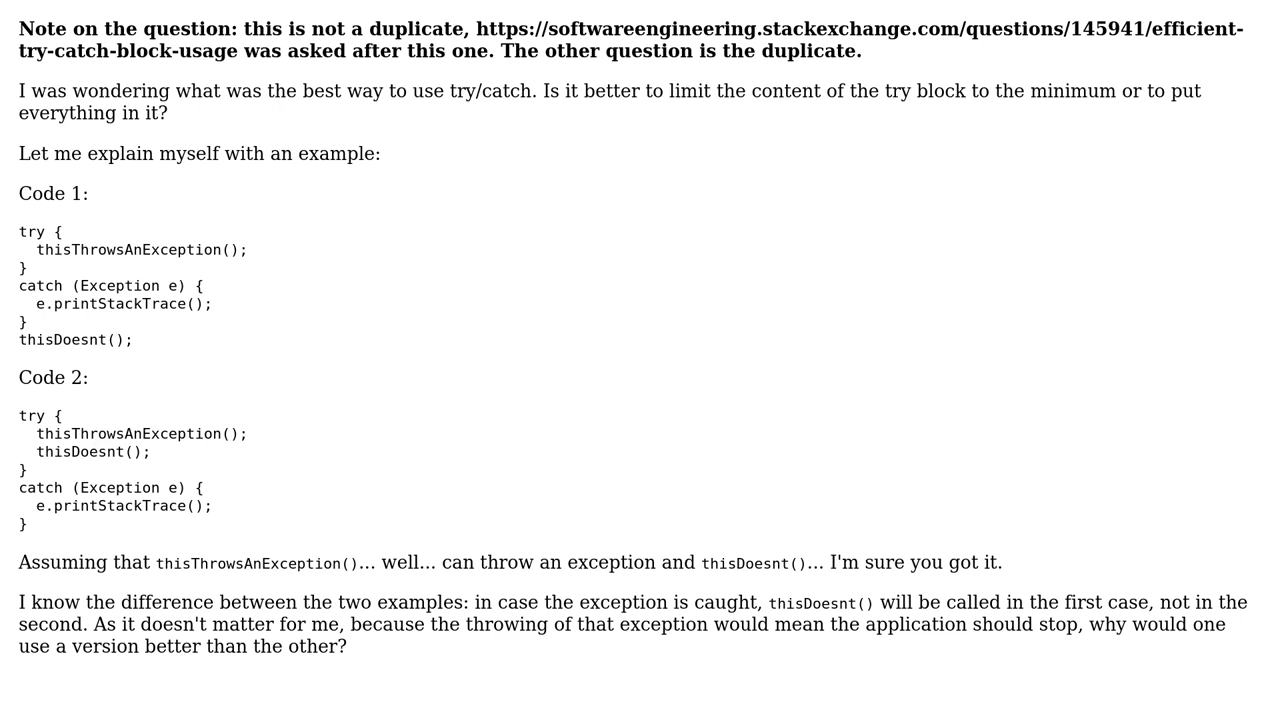 Note on the question: this is not a duplicate, https://softwareengineering.stackexchange.com/questions/145941/efficient-
try-catch-block-usage was asked after this one. The other question is the duplicate.
I was wondering what was the best way to use try/catch. Is it better to limit the content of the try block to the minimum or to put
everything in it?
Let me explain myself with an example:
Code 1:
try {
  thisThrowsAnException();
}
catch (Exception e) {
  e.printStackTrace();
}
thisDoesnt();
Code 2:
try {
  thisThrowsAnException();
  thisDoesnt();
}
catch (Exception e) {
  e.printStackTrace();
}
Assuming that thisThrowsAnException()... well... can throw an exception and thisDoesnt()... I'm sure you got it.
I know the difference between the two examples: in case the exception is caught, thisDoesnt() will be called in the first case, not in the
second. As it doesn't matter for me, because the throwing of that exception would mean the application should stop, why would one
use a version better than the other?